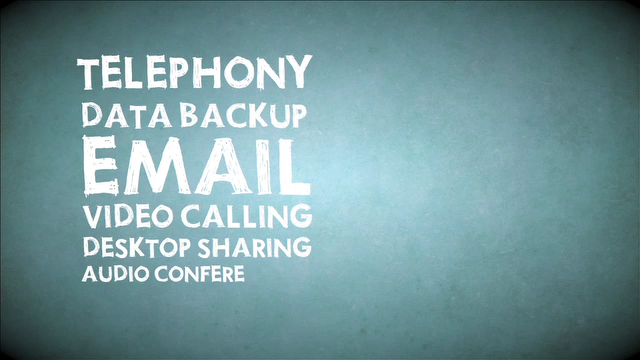 TELEPHONY
DATA BACKUP
EMAIL
VIDEO CALLING
DESKTOP SHARING
AUDIO CONFERE